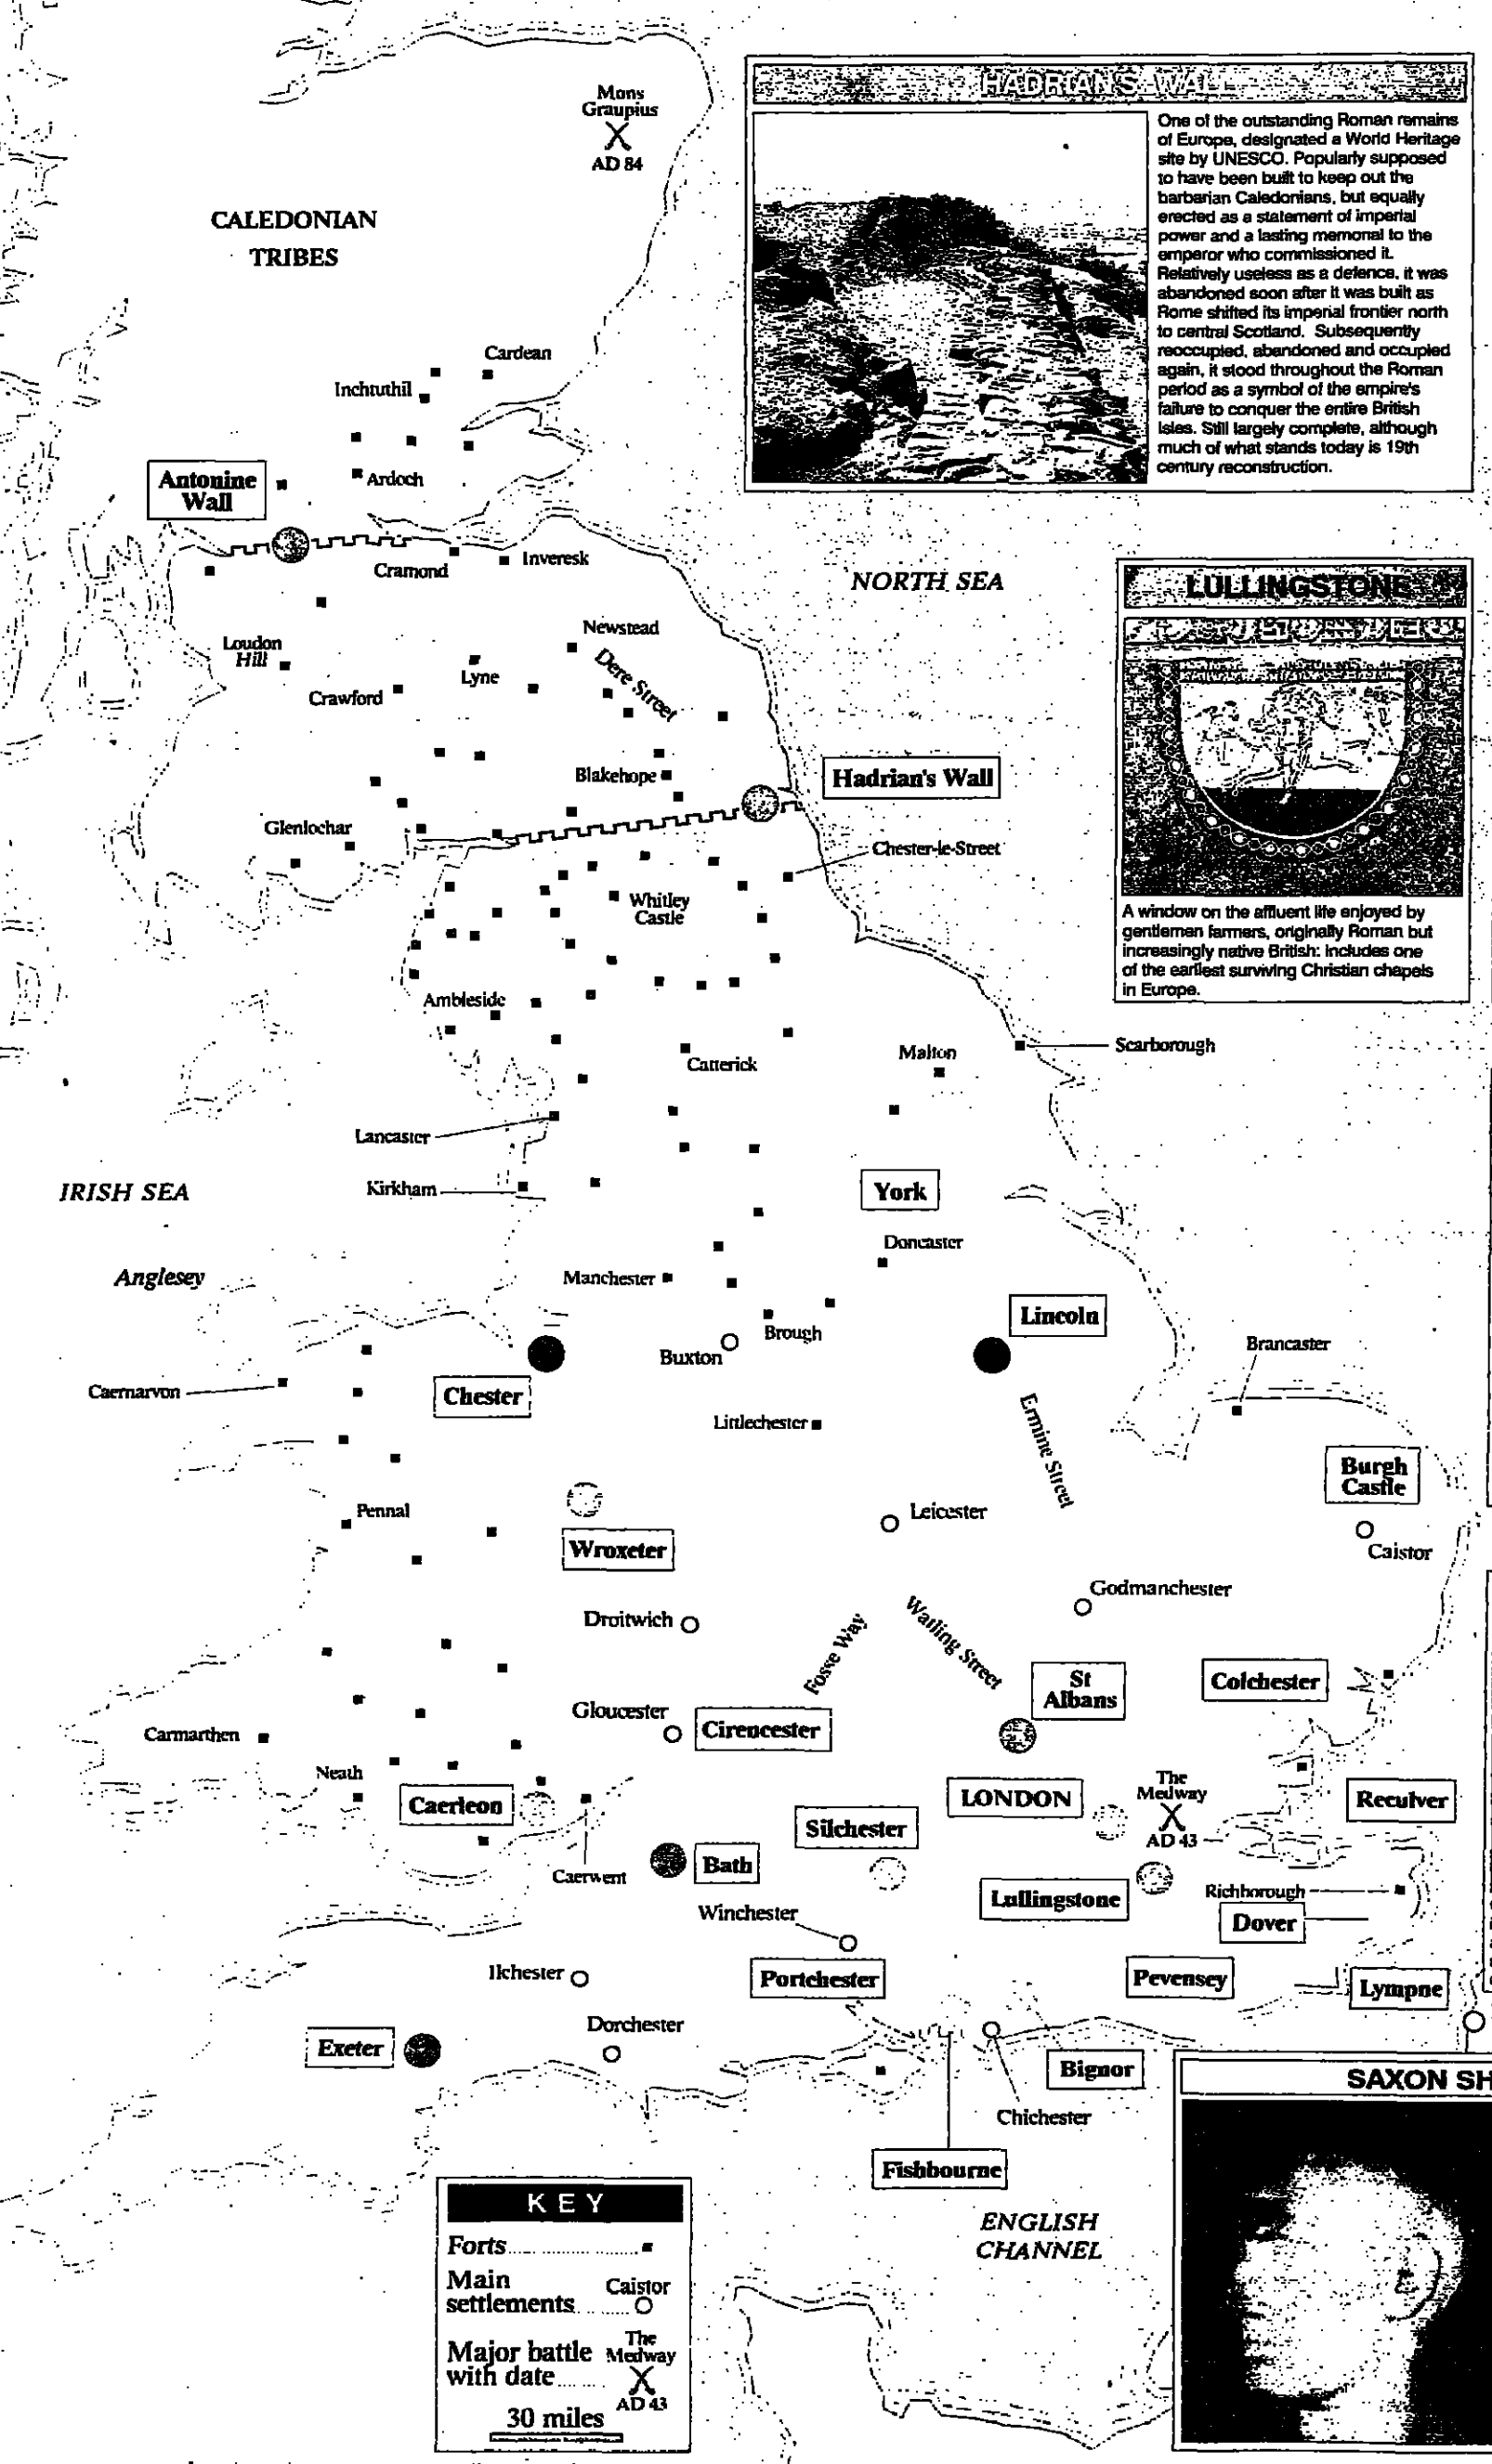 Mons
Graupius
AD 84
CALEDONIAN
TRIBES
HADRIAN'S WALL
One of the outstanding Roman remains
of Europe, designated a World Heritage
site by UNESCO. Popularly supposed
to have been built to keep out the
barbarian Caledonians, but equally
erected as a statement of imperial
power and a lasting memorial to the
emperor who commissioned it.
Relatively useless as a defence, it was
abandoned soon after it was built as
Rome shifted its imperial frontier north
to central Scotland. Subsequently
reoccupied, abandoned and occupied
again, it stood throughout the Roman
period as a symbol of the empire's
failure to conquer the entire British
Isles. Still largely complete, although
much of what stands today is 19th
century reconstruction.
Cardean
Inchtuthil
Antonine
Wall
Ardoch
Cramond
Inveresk
NORTH SEA
LULLINGSTONE
A window on the affluent life enjoyed by
gentlemen farmers, originally Roman but
increasingly native British: includes one
of the earliest surviving Christian chapels
in Europe.
Newstead
Loudon
Hill
Lyne
Dere Street
Crawford
Blakehope
Hadrian's Wall
Glenlochar
Chester-le-Street
Whitley
Castle
Ambleside
Catterick
Malton
Scarborough
Lancaster
IRISH SEA
Kirkham
York
Doncaster
Anglesey
Manchester
Lincoln
Brough
Buxton
Brancaster
Caernarvon
Chester
Littlechester
Ermine Street
Burgh
Castle
Pennal
Leicester
Wroxeter
Caistor
Godmanchester
Droitwich
Fosse Way
Watling Street
St
Albans
Colchester
Gloucester
Cirencester
Carmarthen
Neath
Caerleon
LONDON
The
Medway
AD 43
Reculver
Silchester
Bath
Caerwent
Lullingstone
Richborough
Dover
Winchester
Ilchester
Portchester
Pevensey
Lympne
Exeter
Dorchester
Bignor
Chichester
SAXON SH
Fishbourne
ENGLISH
CHANNEL
KEY
Forts
Main
settlements
Caistor
Major battle
with date
The
Medway
AD 43
30 miles